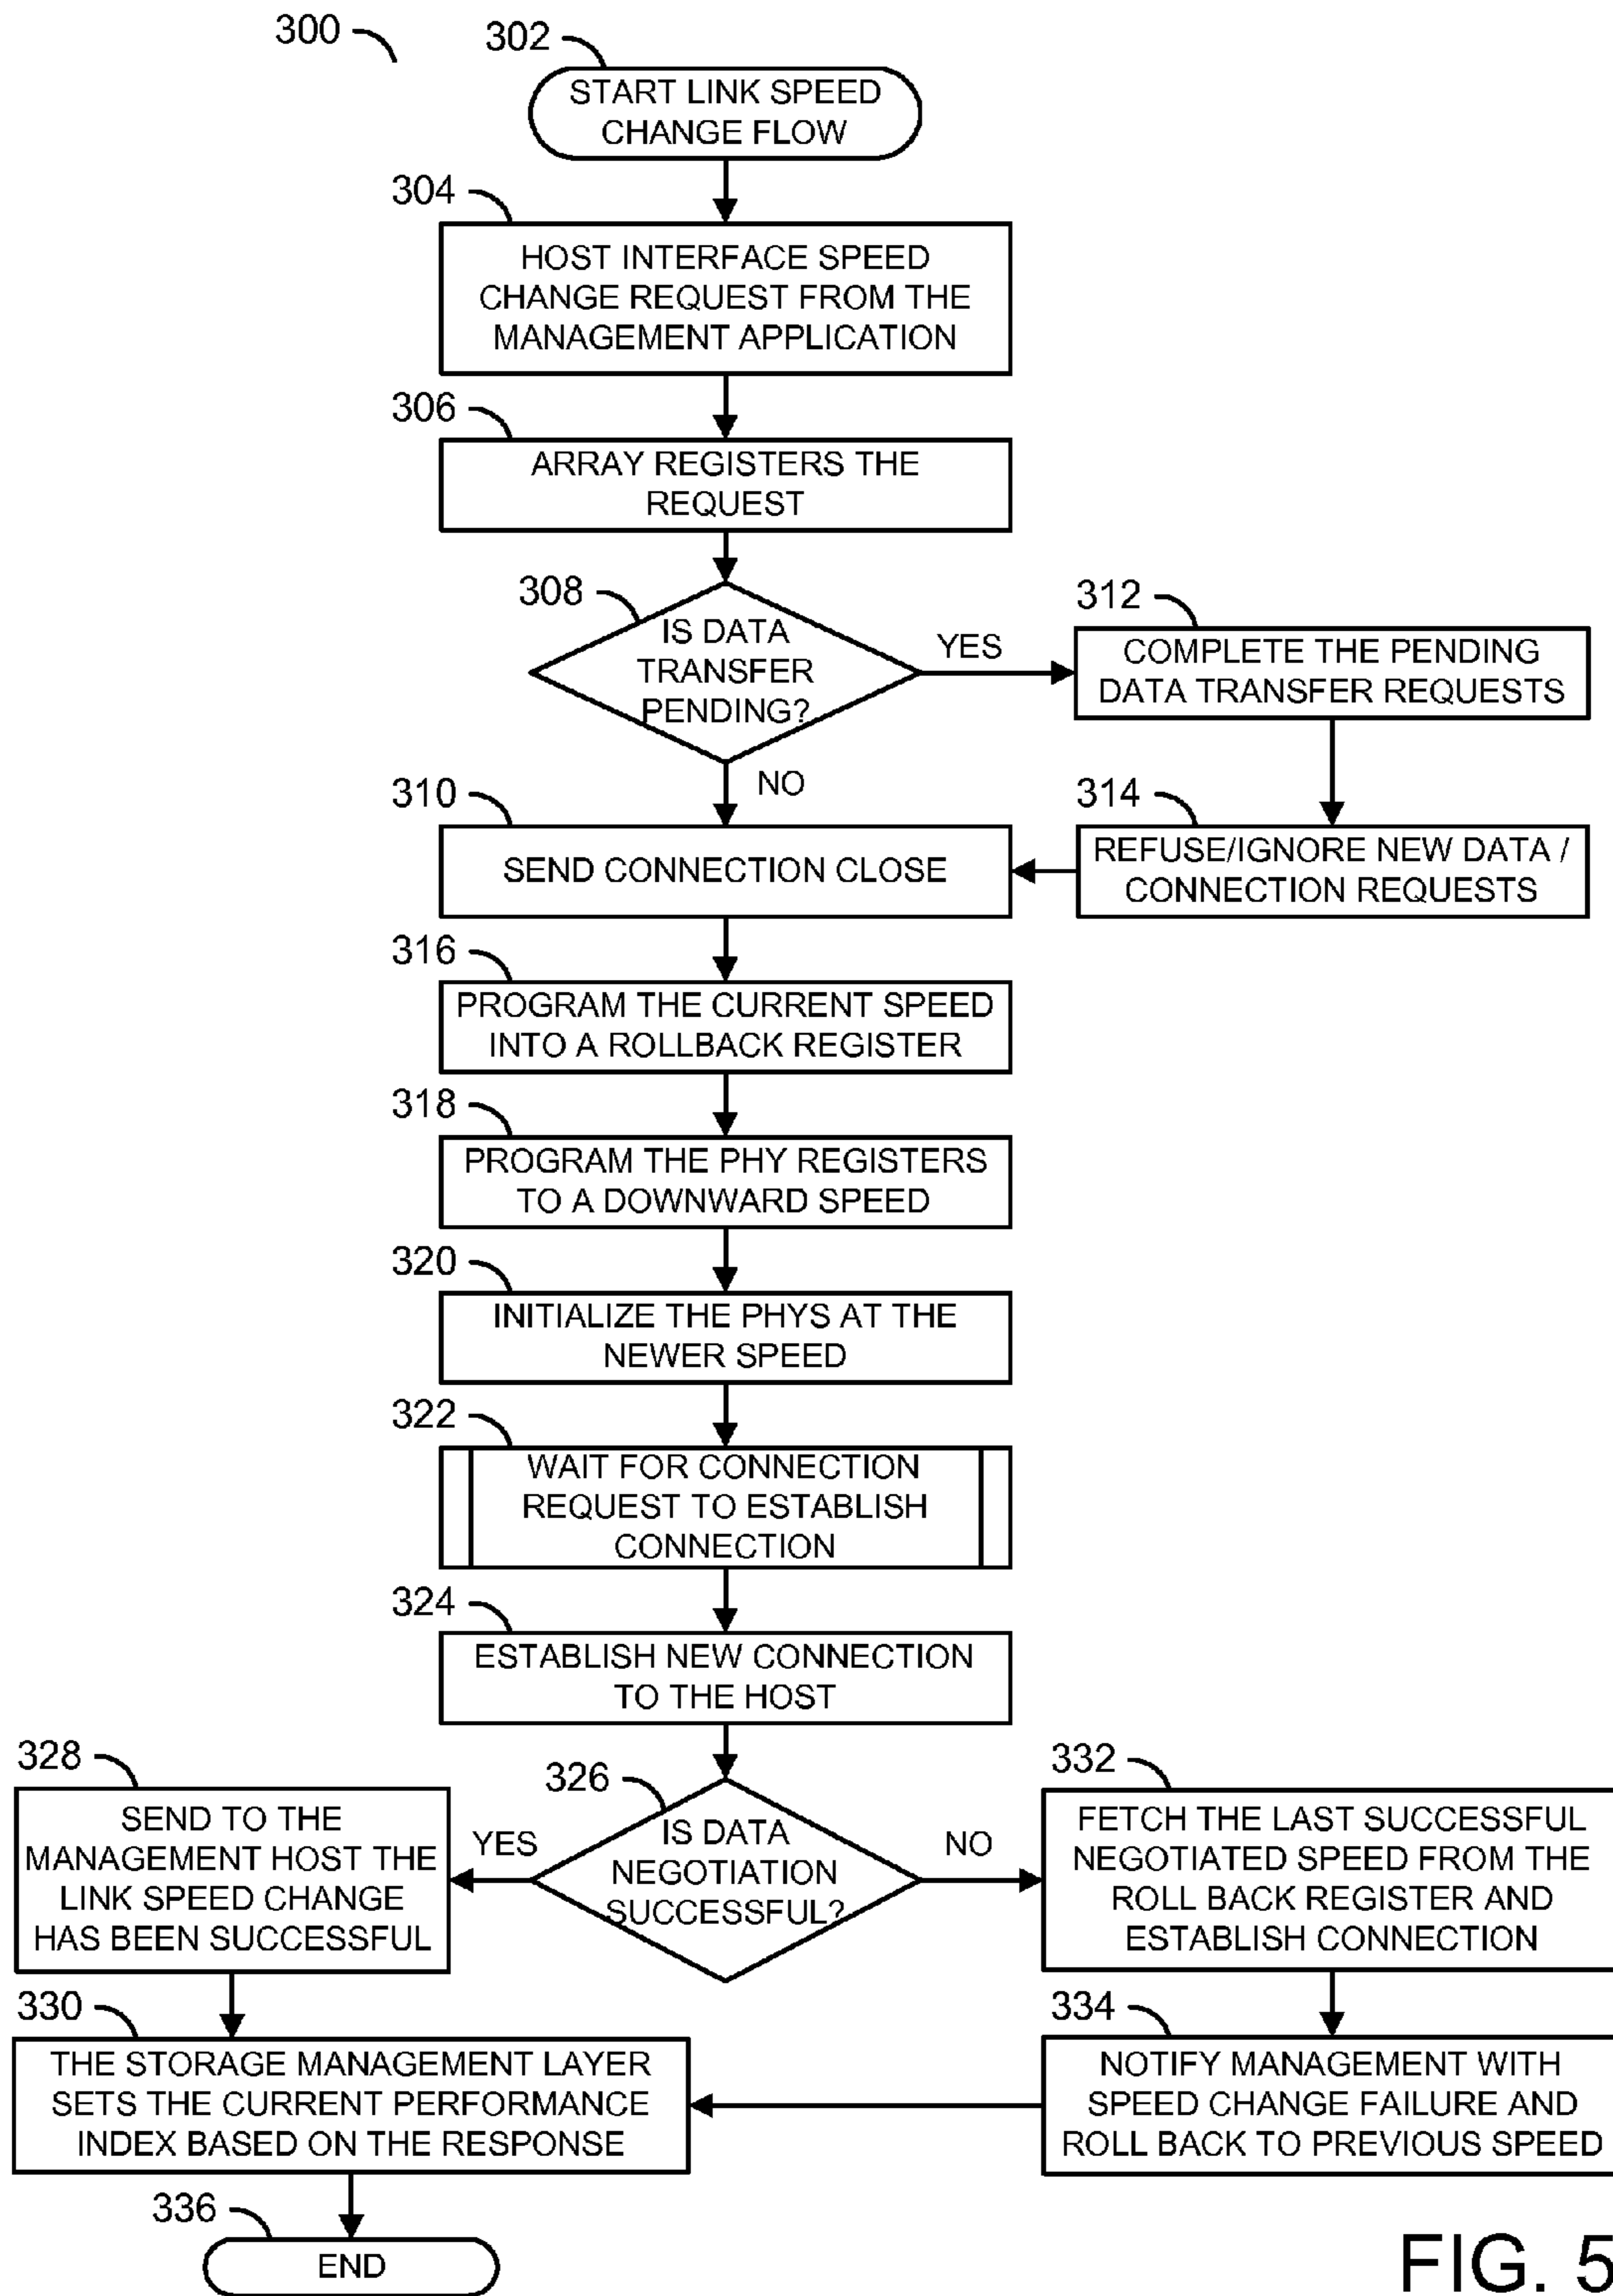 300
302
START LINK SPEED
CHANGE FLOW
304
HOST INTERFACE SPEED
CHANGE REQUEST FROM THE
MANAGEMENT APPLICATION
306
ARRAY REGISTERS THE
REQUEST
308
IS DATA
TRANSFER
PENDING?
YES
312
COMPLETE THE PENDING
DATA TRANSFER REQUESTS
NO
310
SEND CONNECTION CLOSE
314
REFUSE/IGNORE NEW DATA /
CONNECTION REQUESTS
316
PROGRAM THE CURRENT SPEED
INTO A ROLLBACK REGISTER
318
PROGRAM THE PHY REGISTERS
TO A DOWNWARD SPEED
320
INITIALIZE THE PHYS AT THE
NEWER SPEED
322
WAIT FOR CONNECTION
REQUEST TO ESTABLISH
CONNECTION
324
ESTABLISH NEW CONNECTION
TO THE HOST
326
IS DATA
NEGOTIATION
SUCCESSFUL?
YES
328
SEND TO THE
MANAGEMENT HOST THE
LINK SPEED CHANGE
HAS BEEN SUCCESSFUL
NO
332
FETCH THE LAST SUCCESSFUL
NEGOTIATED SPEED FROM THE
ROLL BACK REGISTER AND
ESTABLISH CONNECTION
330
THE STORAGE MANAGEMENT LAYER
SETS THE CURRENT PERFORMANCE
INDEX BASED ON THE RESPONSE
334
NOTIFY MANAGEMENT WITH
SPEED CHANGE FAILURE AND
ROLL BACK TO PREVIOUS SPEED
336
END
FIG. 5